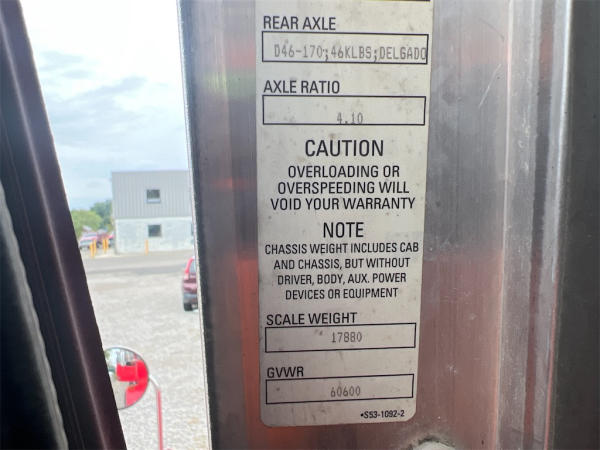 REAR AXLE
D46-170;46KLBS;DELGADO
AXLE RATIO
4.10
CAUTION
OVERLOADING OR
OVERSPEEDING WILL
VOID YOUR WARRANTY
NOTE
CHASSIS WEIGHT INCLUDES CAB
AND CHASSIS, BUT WITHOUT
DRIVER, BODY, AUX. POWER
DEVICES OR EQUIPMENT
SCALE WEIGHT
17880
GVWR
60600
•S53-1092-2